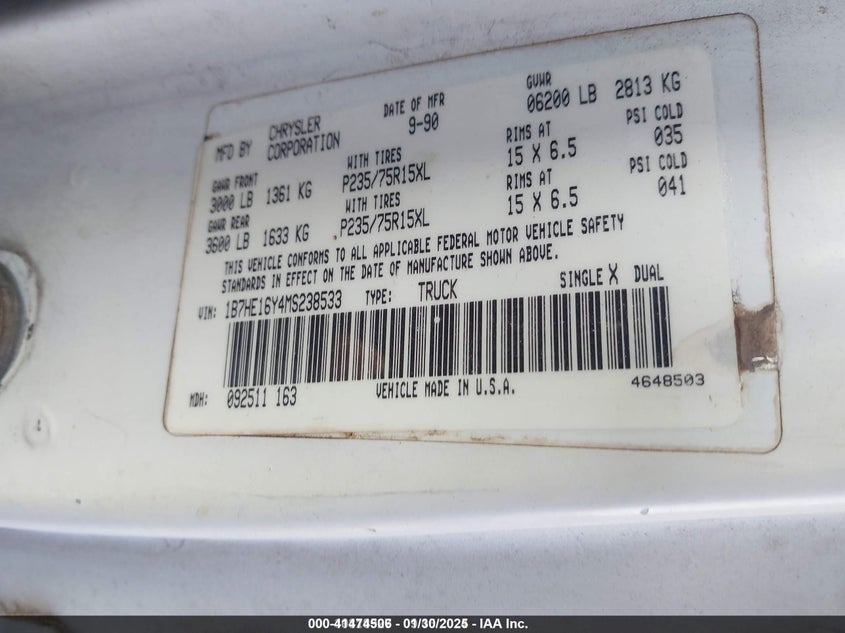 MFD BY CHRYSLER CORPORATION DATE OF MFR 9-90 GVWR 06200 LB 2813 KG
GAWR FRONT WITH TIRES RIMS AT PSI COLD
3000 LB 1361 KG P235/75R15XL 15 X 6.5 035
GAWR REAR WITH TIRES RIMS AT PSI COLD
3600 LB 1633 KG P235/75R15XL 15 X 6.5 041
THIS VEHICLE CONFORMS TO ALL APPLICABLE FEDERAL MOTOR VEHICLE SAFETY
STANDARDS IN EFFECT ON THE DATE OF MANUFACTURE SHOWN ABOVE.
VIN: 1B7HE16Y4MS238533 TYPE: TRUCK SINGLE X DUAL
MDH: 092511 163 VEHICLE MADE IN U.S.A. 4648503
01/30/2025 - IAA Inc.